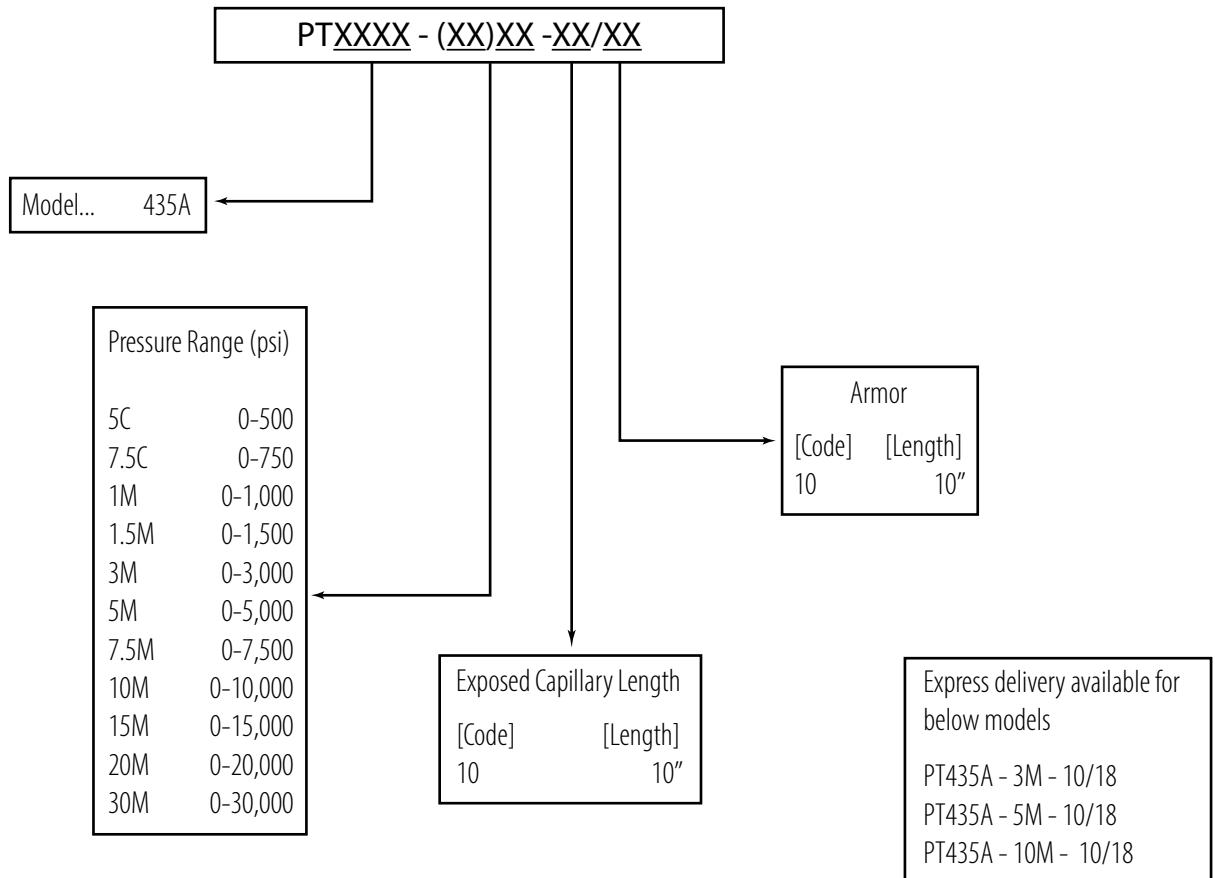 PTXXXX - (XX)XX -XX/XX
Model... 435A
Pressure Range (psi)
5C 0-500
7.5C 0-750
1M 0-1,000
1.5M 0-1,500
3M 0-3,000
5M 0-5,000
7.5M 0-7,500
10M 0-10,000
15M 0-15,000
20M 0-20,000
30M 0-30,000
Exposed Capillary Length
[Code] [Length]
10 10”
Armor
[Code] [Length]
10 10”
Express delivery available for
below models
PT435A - 3M - 10/18
PT435A - 5M - 10/18
PT435A - 10M - 10/18